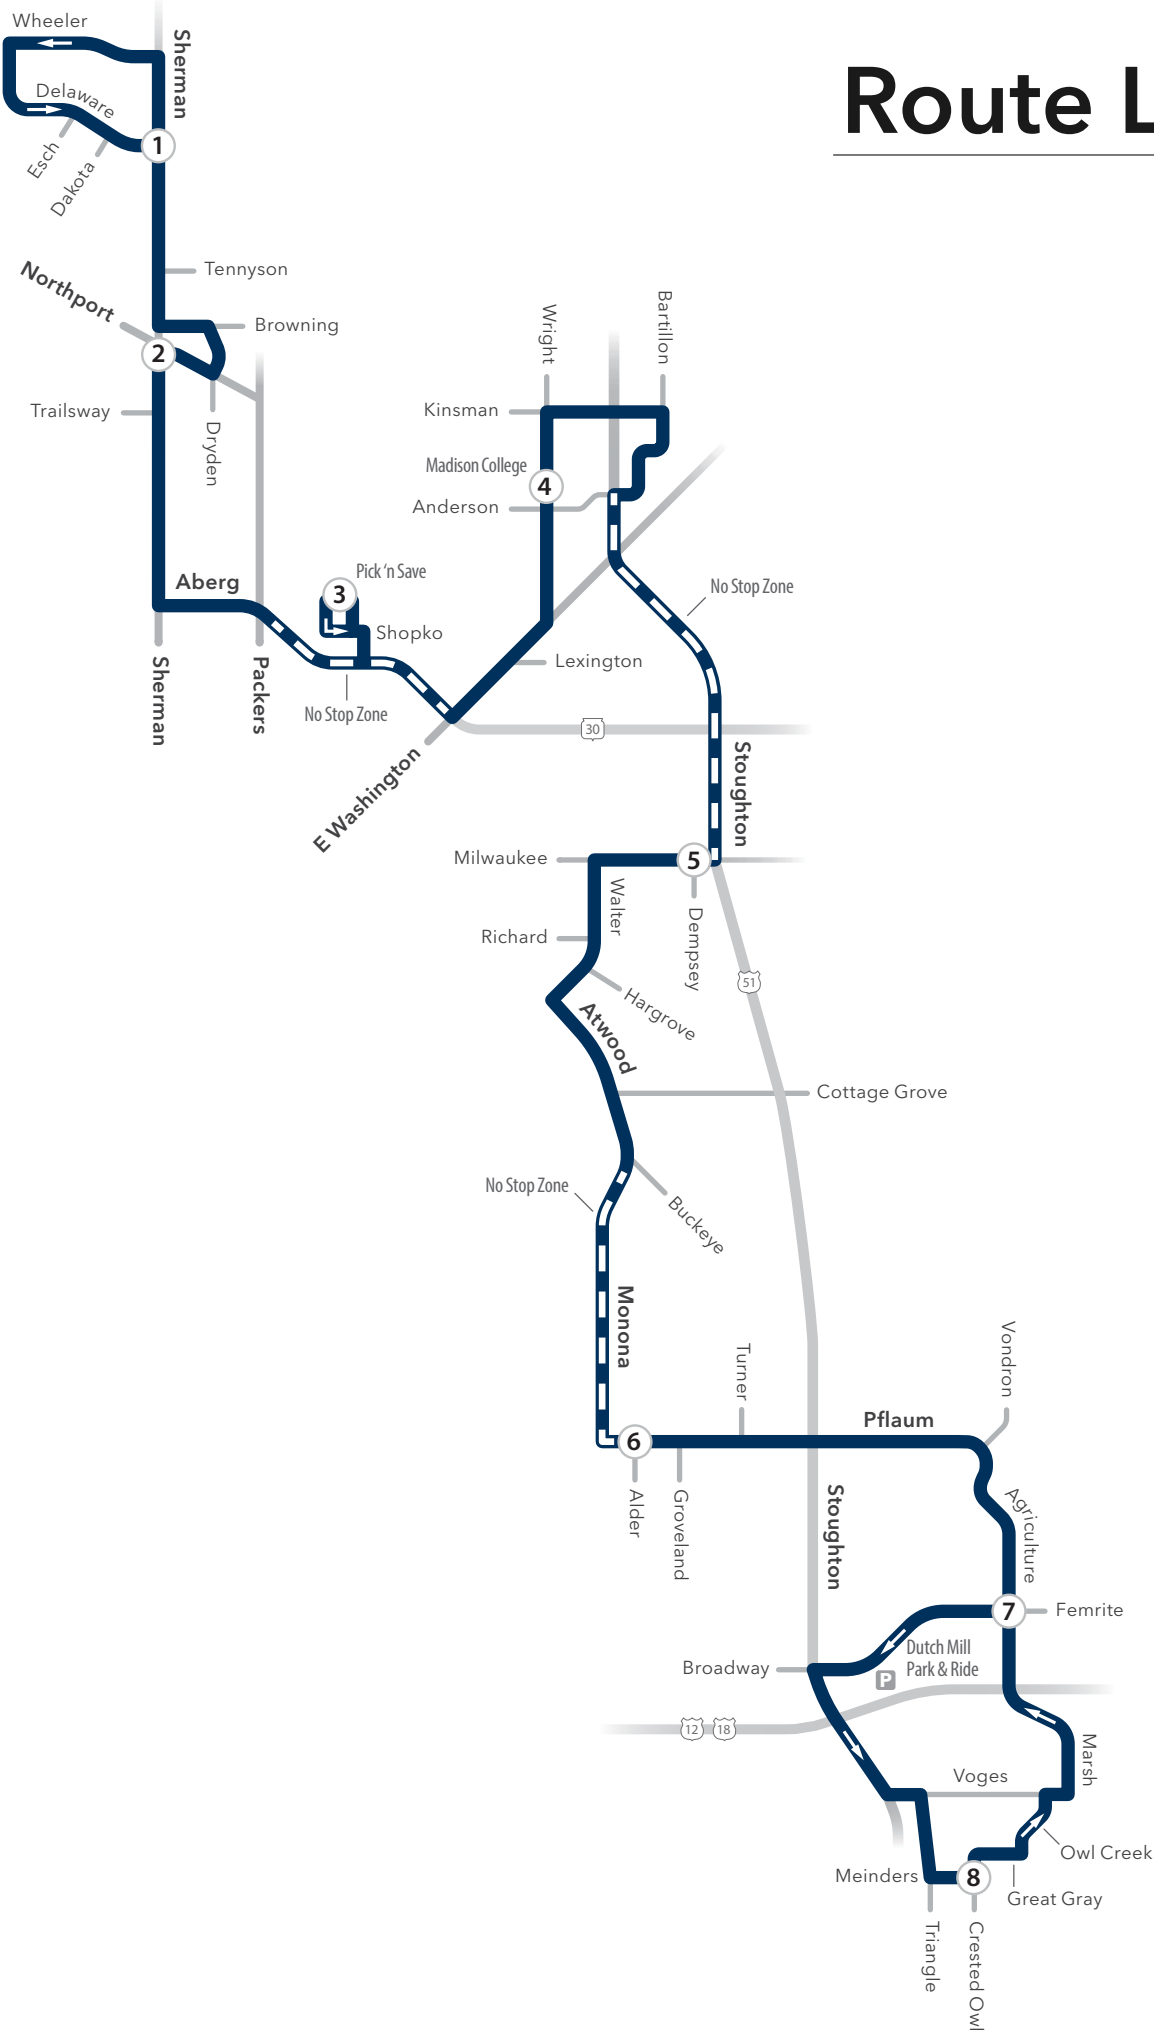 Wheeler
Sherman
Route L
Delaware
Esch
Dakota
1
Tennyson
Northport
Browning
2
Trailsway
Dryden
Wright
Bartillon
Kinsman
Madison College
4
Anderson
Pick ‘n Save
3
Aberg
Shopko
No Stop Zone
Lexington
Sherman
Packers
No Stop Zone
30
E Washington
Stoughton
Milwaukee
5
Walter
Dempsey
Richard
51
Hargrove
Atwood
Cottage Grove
No Stop Zone
Buckeye
Monona
Turner
Vondron
Pflaum
6
Alder
Groveland
Stoughton
Agriculture
7
Femrite
Dutch Mill
Park & Ride
P
Broadway
12
18
Marsh
Voges
Owl Creek
Meinders
8
Great Gray
Triangle
Crested Owl